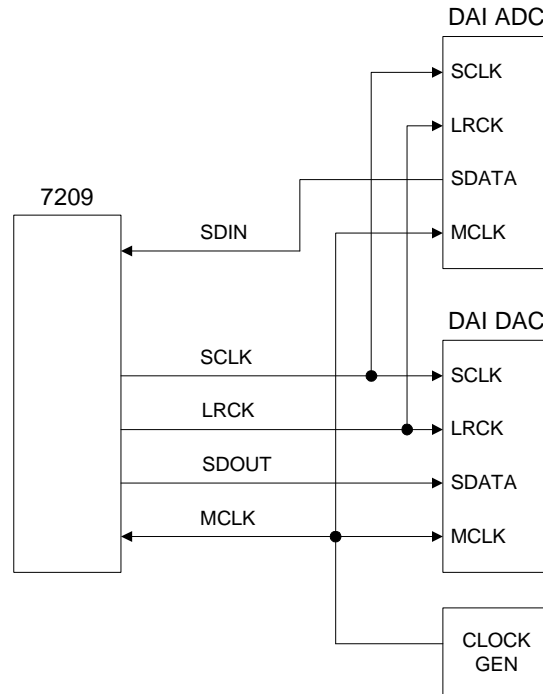 DAI ADC
SCLK
LRCK
SDATA
MCLK
7209
SDIN
SCLK
LRCK
SDOUT
MCLK
DAI DAC
SCLK
LRCK
SDATA
MCLK
CLOCK
GEN